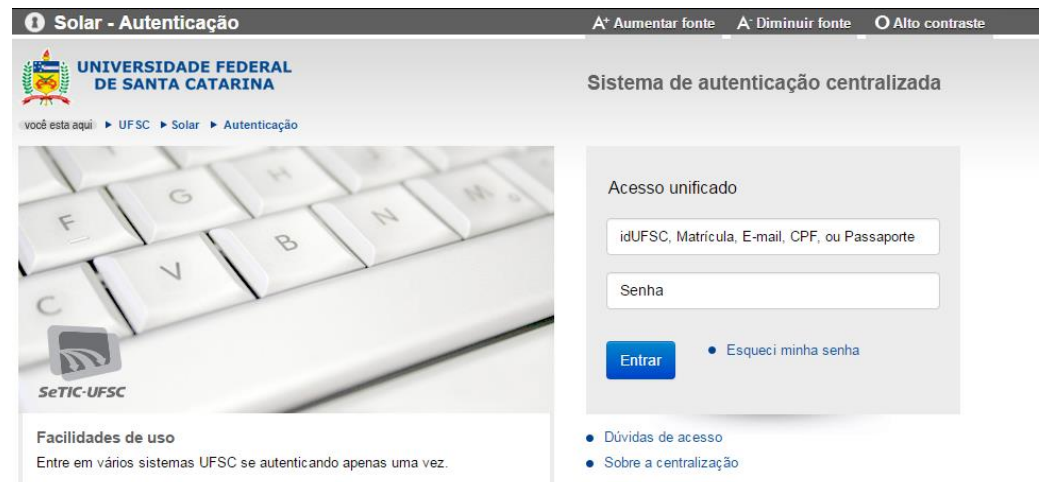 Solar - Autenticação
A+ Aumentar fonte A- Diminuir fonte Alto contraste
UNIVERSIDADE FEDERAL
DE SANTA CATARINA
Sistema de autenticação centralizada
você esta aqui ► UFSC ► Solar ► Autenticação
F G H M
C V B N
SeTIC-UFSC
Acesso unificado
idUFSC, Matrícula, E-mail, CPF, ou Passaporte
Senha
Entrar
Esqueci minha senha
Facilidades de uso
Entre em vários sistemas UFSC se autenticando apenas uma vez.
Dúvidas de acesso
Sobre a centralização